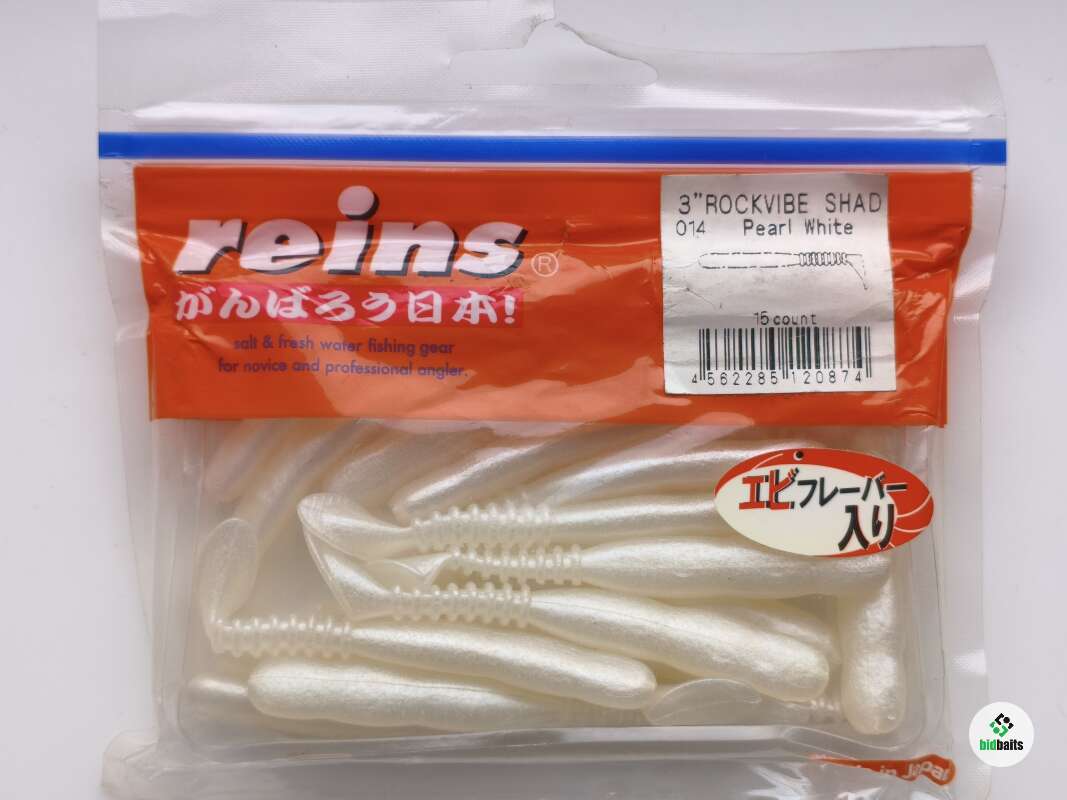 reins®
がんばろう日本!
salt & fresh water fishing gear
for novice and professional angler.
3"ROCKVIBE SHAD
014 Pearl White
15 count
4 562285 120874
エビフレーバー
入り
in Japan
bidbaits